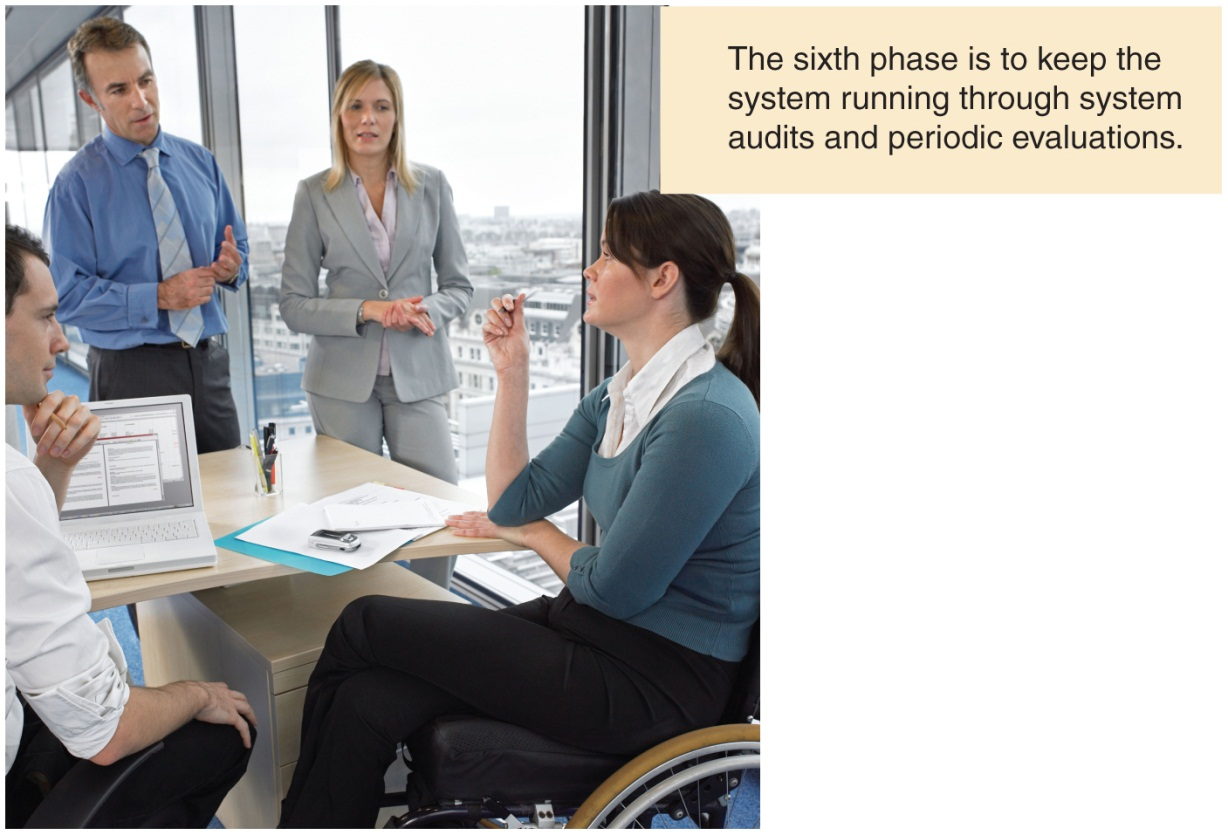 The sixth phase is to keep the
system running through system
audits and periodic evaluations.